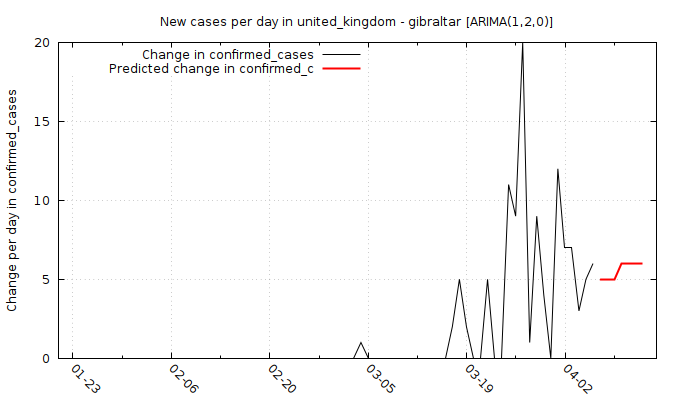 New cases per day in united_kingdom - gibraltar [ARIMA(1,2,0)]
Change in confirmed_cases
Predicted change in confirmed_c
Change per day in confirmed_cases
20
15
10
5
0
01-23
02-06
02-20
03-05
03-19
04-02